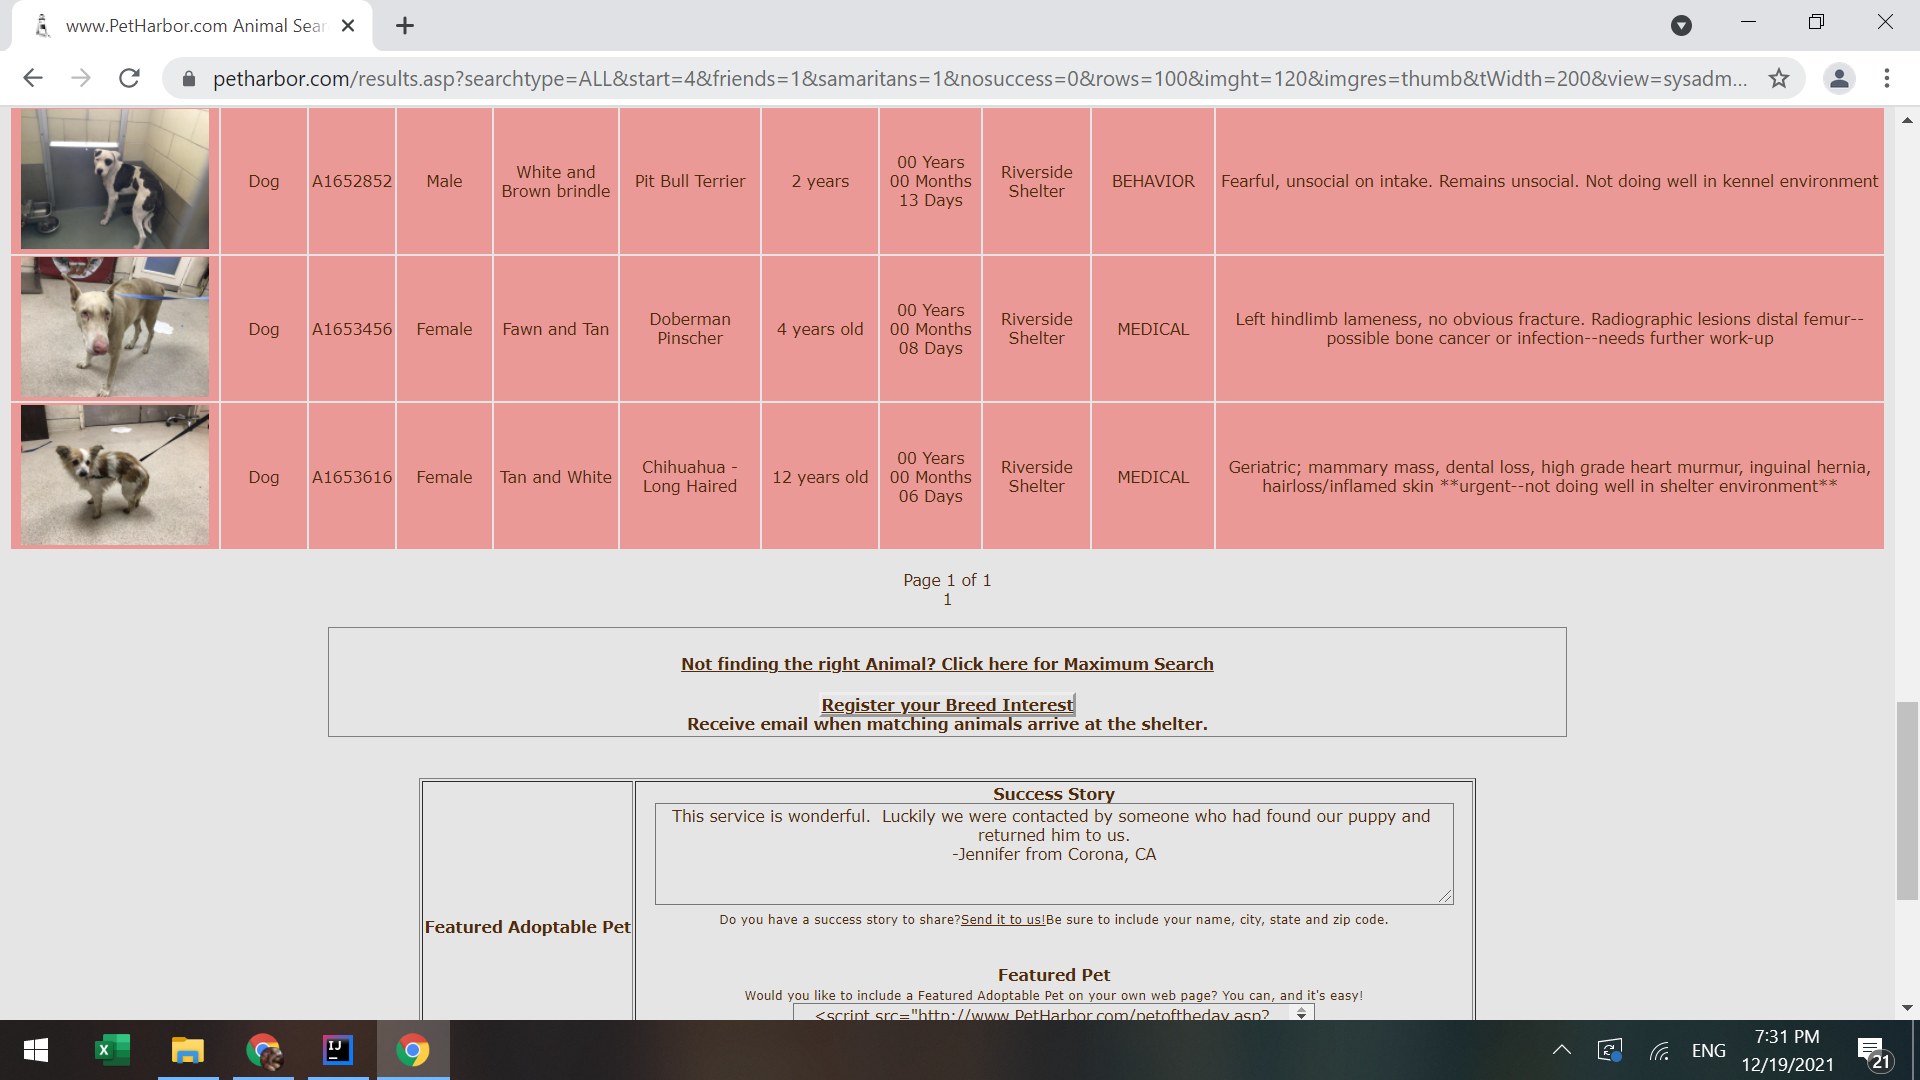 www.PetHarbor.com Animal Sear
petharbor.com/results.asp?searchtype=ALL&start=4&friends=1&samaritans=1&nosuccess=0&rows=100&imght=120&imgres=thumb&tWidth=200&view=sysadm...
Dog
A1652852
Male
White and
Brown brindle
Pit Bull Terrier
2 years
00 Years
00 Months
13 Days
Riverside
Shelter
BEHAVIOR
Fearful, unsocial on intake. Remains unsocial. Not doing well in kennel environment
Dog
A1653456
Female
Fawn and Tan
Doberman
Pinscher
4 years old
00 Years
00 Months
08 Days
Riverside
Shelter
MEDICAL
Left hindlimb lameness, no obvious fracture. Radiographic lesions distal femur--
possible bone cancer or infection--needs further work-up
Dog
A1653616
Female
Tan and White
Chihuahua -
Long Haired
12 years old
00 Years
00 Months
06 Days
Riverside
Shelter
MEDICAL
Geriatric; mammary mass, dental loss, high grade heart murmur, inguinal hernia,
hairloss/inflamed skin **urgent--not doing well in shelter environment**
Page 1 of 1
1
Not finding the right Animal? Click here for Maximum Search
Register your Breed Interest
Receive email when matching animals arrive at the shelter.
Featured Adoptable Pet
Success Story
This service is wonderful.  Luckily we were contacted by someone who had found our puppy and
returned him to us.
-Jennifer from Corona, CA
Do you have a success story to share?Send it to us!Be sure to include your name, city, state and zip code.
Featured Pet
Would you like to include a Featured Adoptable Pet on your own web page? You can, and it's easy!
<script src="http://www.PetHarbor.com/petoftheday.asp?
IJ
ENG
7:31 PM
12/19/2021
21